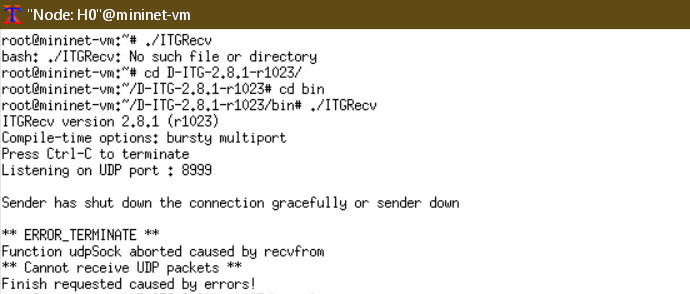 "Node: H0"@mininet-vm
root@mininet-vm:~# ./ITGRecv
bash: ./ITGRecv: No such file or directory
root@mininet-vm:~# cd D-ITG-2.8.1-r1023/
root@mininet-vm:~/D-ITG-2.8.1-r1023# cd bin
root@mininet-vm:~/D-ITG-2.8.1-r1023/bin# ./ITGRecv
ITGRecv version 2.8.1 (r1023)
Compile-time options: bursty multiport
Press Ctrl-C to terminate
Listening on UDP port : 8999
Sender has shut down the connection gracefully or sender down
** ERROR_TERMINATE **
Function udpSock aborted caused by recvfrom
** Cannot receive UDP packets **
Finish requested caused by errors!